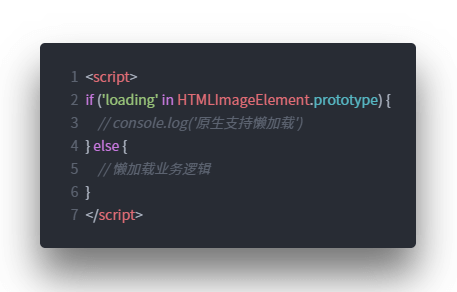 1 <script>
2 if ('loading' in HTMLImageElement.prototype) {
3 // console.log('原生支持懒加载')
4 } else {
5 // 懒加载业务逻辑
6 }
7 </script>